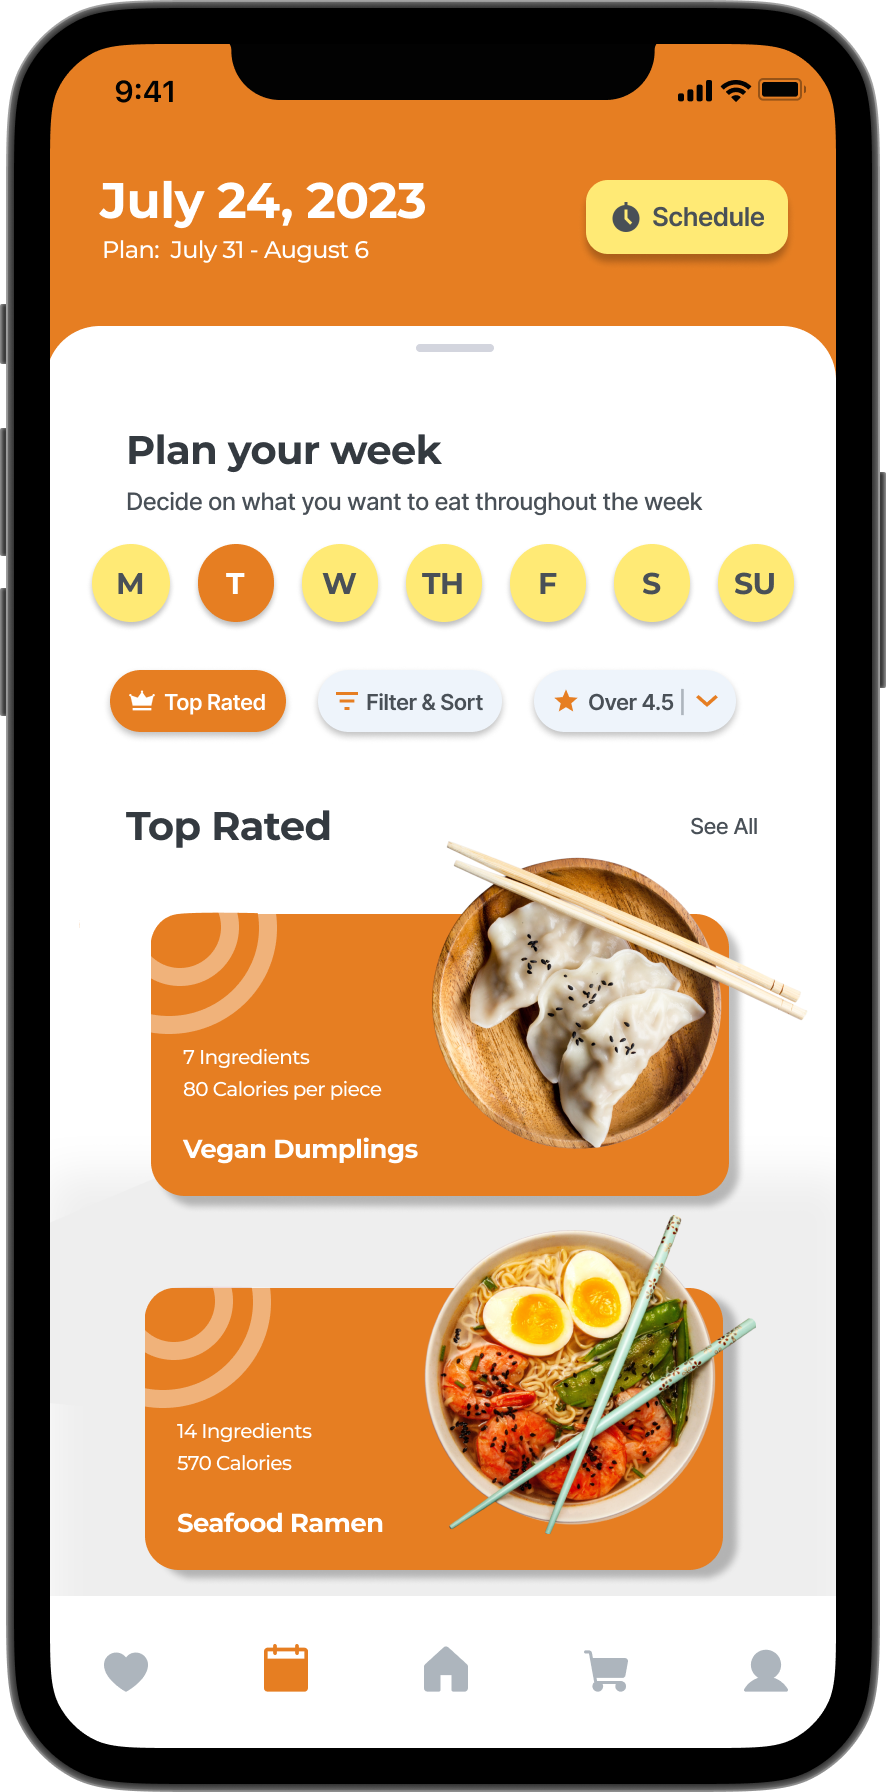 9:41
July 24, 2023
Schedule
Plan: July 31 - August 6
Plan your week
Decide on what you want to eat throughout the week
M T W TH F S SU
Top Rated Filter & Sort Over 4.5
Top Rated
See All
7 Ingredients
80 Calories per piece
Vegan Dumplings
14 Ingredients
570 Calories
Seafood Ramen